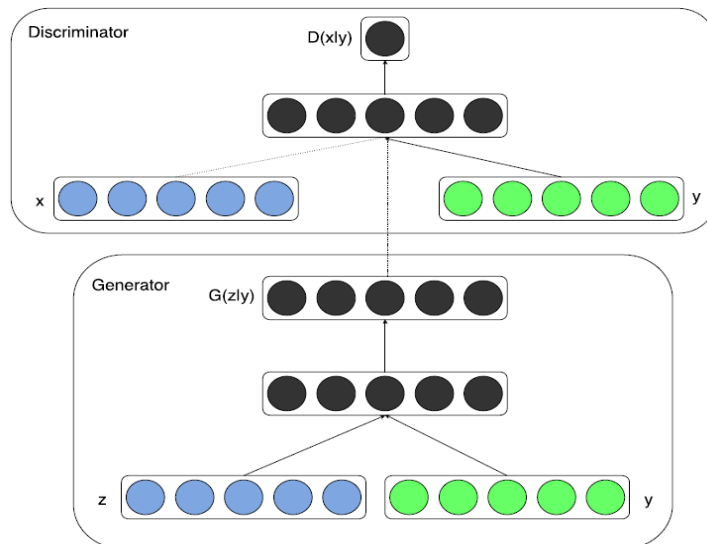 Discriminator
D(x|y)
x
y
Generator
G(z|y)
z
y